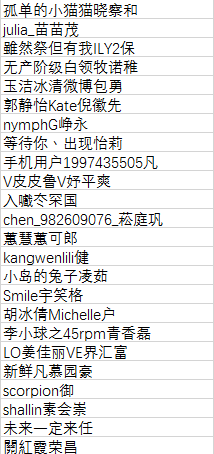 孤单的小猫猫晓察和
julia_苗苗茂
雖然祭但有我ILY2保
无产阶级白领牧诺稚
玉洁冰清微博包勇
郭静怡Kate倪徽先
nymphG峥永
等待你、出现怡莉
手机用户1997435505凡
V皮皮鲁V妤平爽
chen_982609076_菘庭巩
蕙慧蕙可郎
kangwenlili健
小岛的兔子凌茹
Smile宇笑格
胡冰倩Michelle户
李小球之45rpm青香磊
LO姜佳丽VE界汇富
新鲜凡慕园豪
scorpion御
shallin素会崇
未来一定来任
關紅霞荣昌